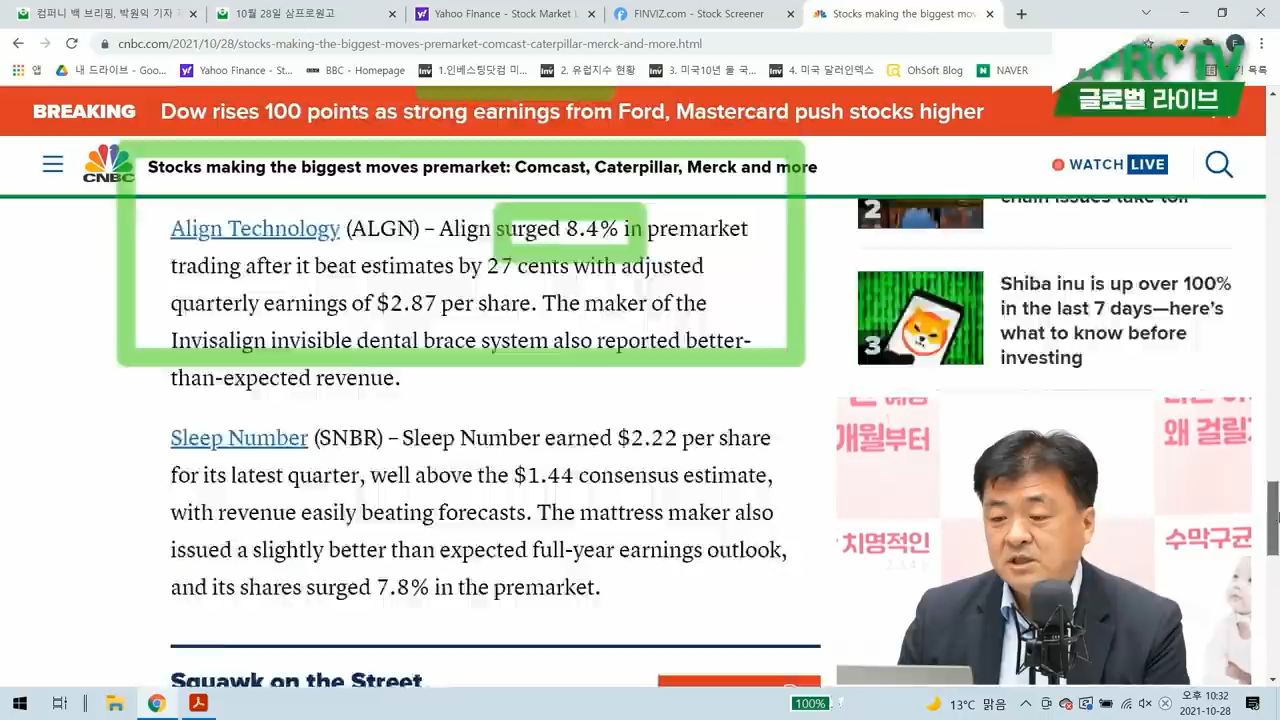 컴퍼니 백 브리핑, 박원익 기자
10월 28일 삼프로원고
Yahoo Finance - Stock Market L
FINVIZ.com - Stock Screener
Stocks making the biggest mov
cnbc.com/2021/10/28/stocks-making-the-biggest-moves-premarket-comcast-caterpillar-merck-and-more.html
앱
내 드라이브 - Goo...
Yahoo Finance - St...
BBC - Homepage
1.인베스팅닷컴 미...
2. 유럽지수 현황
3. 미국10년 물 국...
4. 미국 달러인덱스
OhSoft Blog
NAVER
글로벌 라이브
BREAKING
Dow rises 100 points as strong earnings from Ford, Mastercard push stocks higher
CNBC
Stocks making the biggest moves premarket: Comcast, Caterpillar, Merck and more
WATCH LIVE
Align Technology (ALGN) – Align surged 8.4% in premarket
trading after it beat estimates by 27 cents with adjusted
quarterly earnings of $2.87 per share. The maker of the
Invisalign invisible dental brace system also reported better-
than-expected revenue.
Sleep Number (SNBR) – Sleep Number earned $2.22 per share
for its latest quarter, well above the $1.44 consensus estimate,
with revenue easily beating forecasts. The mattress maker also
issued a slightly better than expected full-year earnings outlook,
and its shares surged 7.8% in the premarket.
Squawk on the Street
2
chain issues take toll
3
Shiba inu is up over 100%
in the last 7 days—here's
what to know before
investing
개월부터
왜 걸릴
치명적인
수막구균
100%
13°C 맑음
오후 10:32
2021-10-28